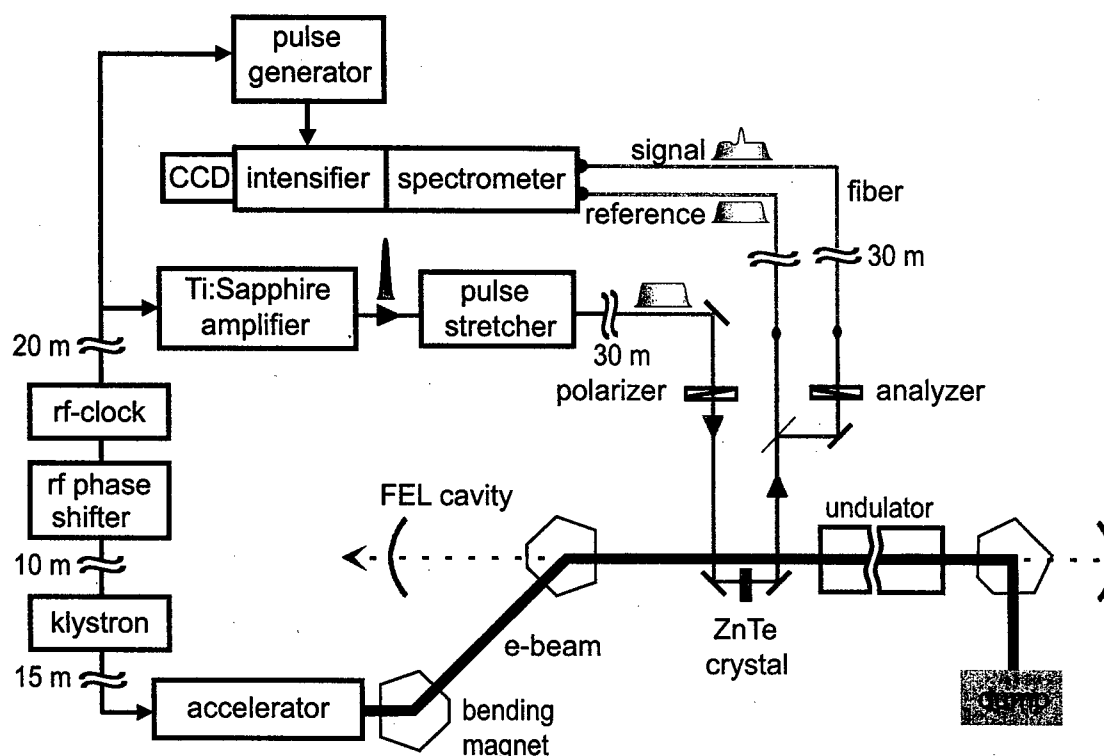 pulse
generator
signal
CCD
intensifier
spectrometer
fiber
reference
30 m
Ti:Sapphire
amplifier
pulse
stretcher
20 m
30 m
polarizer
analyzer
rf-clock
rf phase
shifter
FEL cavity
undulator
10 m
klystron
ZnTe
crystal
e-beam
15 m
accelerator
bending
magnet
dump